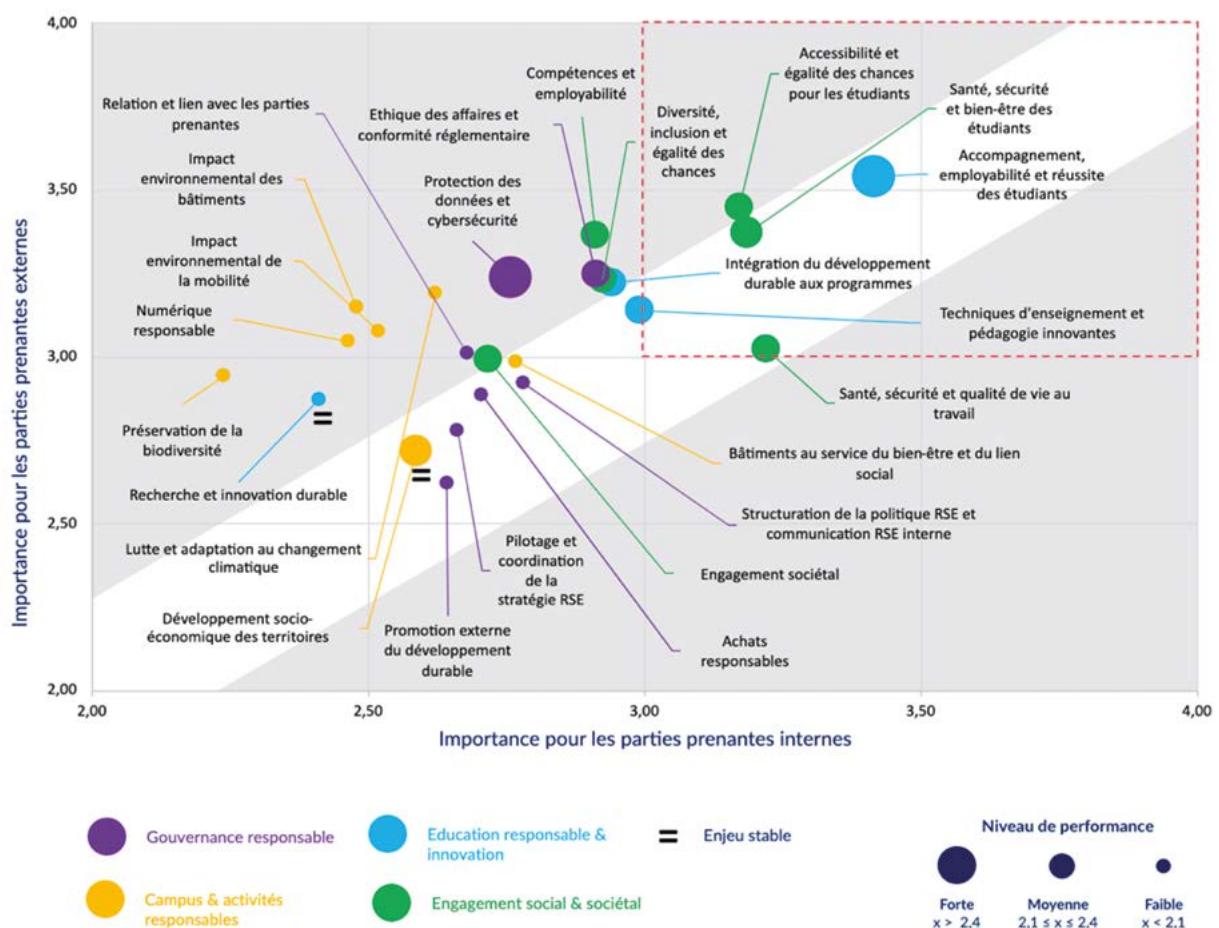 4,00
3,50
3,00
2,50
2,00
Importance pour les parties prenantes externes
Relation et lien avec les parties
prenantes
Ethique des affaires et
conformité réglementaire
Compétences et
employabilité
Diversité,
inclusion et
égalité des
chances
Accessibilité et
égalité des chances
pour les étudiants
Santé, sécurité
et bien-être des
étudiants
Accompagnement,
employabilité et réussite
des étudiants
Impact
environnemental des
bâtiments
Protection des
données et
cybersécurité
Impact
environnemental de
la mobilité
Numérique
responsable
Intégration du développement
durable aux programmes
Techniques d'enseignement et
pédagogie innovantes
Santé, sécurité et qualité de vie au
travail
Préservation de la
biodiversité
=
=
Recherche et innovation durable
Bâtiments au service du bien-être et du lien
social
Structuration de la politique RSE et
communication RSE interne
Lutte et adaptation au changement
climatique
Pilotage et
coordination
de la
stratégie RSE
Engagement sociétal
Développement socio-
économique des territoires
Promotion externe
du développement
durable
Achats
responsables
2,00
2,50
3,00
3,50
4,00
Importance pour les parties prenantes internes
Gouvernance responsable
Education responsable &
innovation
= Enjeu stable
Campus & activités
responsables
Engagement social & sociétal
Niveau de performance
Forte
x > 2,4
Moyenne
2,1 ≤ x ≤ 2,4
Faible
x < 2,1